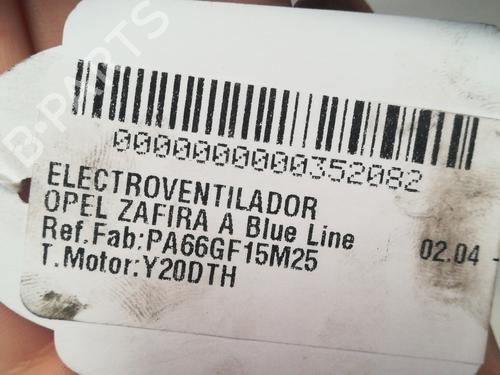 B-PARTS
0000000000352082
ELECTROVENTILADOR
OPEL ZAFIRA A Blue Line 02.04 -
Ref.Fab:PA66GF15M25
T.Motor:Y20DTH